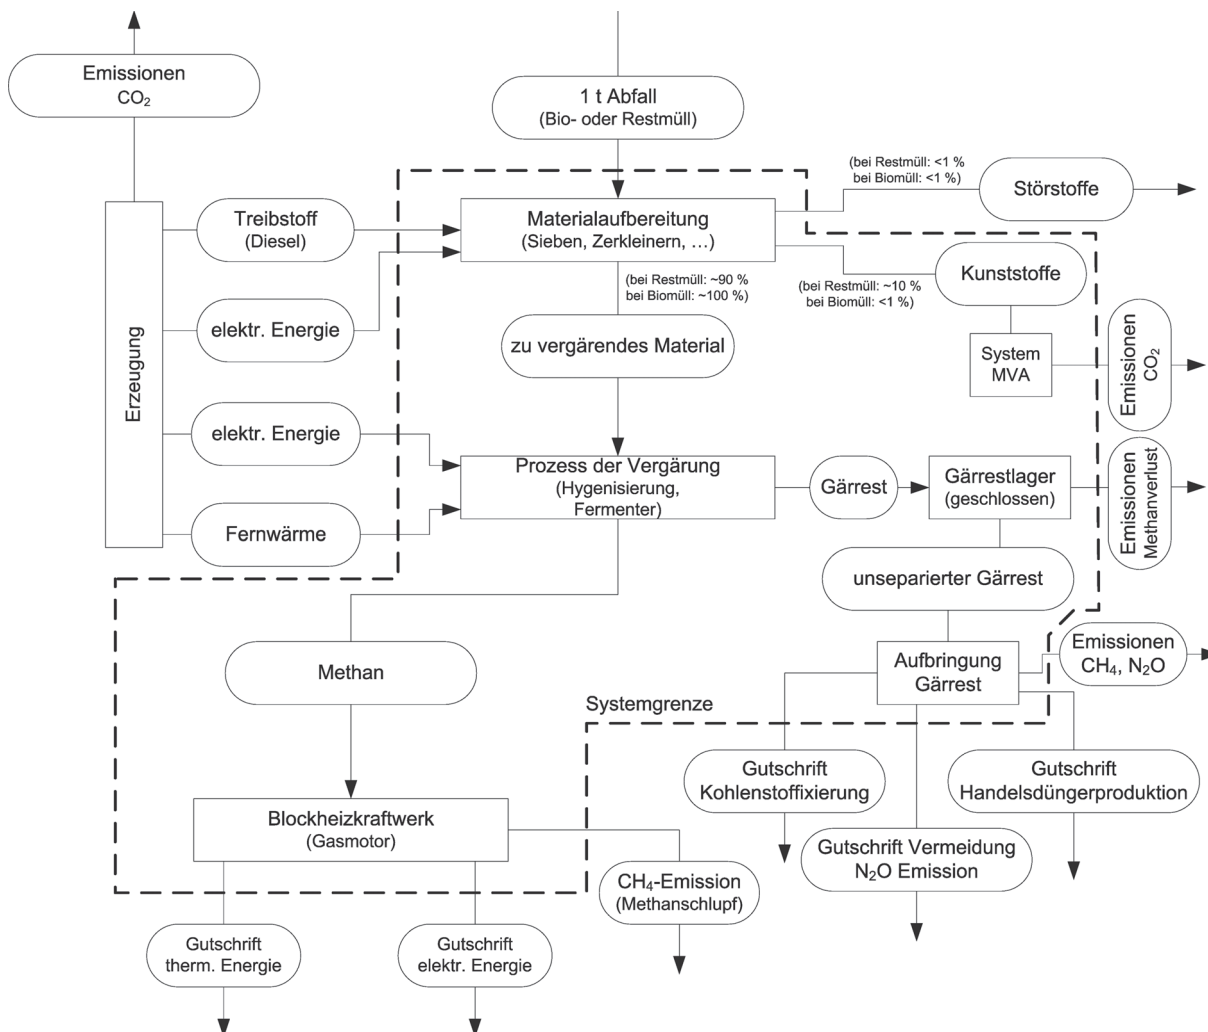 Emissionen
CO₂
1 t Abfall
(Bio- oder Restmüll)
(bei Restmüll: <1 %
bei Biomüll: <1 %)
Störstoffe
Treibstoff
(Diesel)
Materialaufbereitung
(Sieben, Zerkleinern, …)
(bei Restmüll: ~90 %
bei Biomüll: ~100 %)
(bei Restmüll: ~10 %
bei Biomüll: <1 %)
Kunststoffe
Erzeugung
elektr. Energie
zu vergärendes Material
System
MVA
Emissionen
CO₂
elektr. Energie
Prozess der Vergärung
(Hygenisierung,
Fermenter)
Gärrest
Gärrestlager
(geschlossen)
Emissionen
Methanverlust
Fernwärme
unseparierter Gärrest
Methan
Aufbringung
Gärrest
Emissionen
CH₄, N₂O
Systemgrenze
Gutschrift
Kohlenstoffixierung
Gutschrift
Handelsdüngerproduktion
Blockheizkraftwerk
(Gasmotor)
Gutschrift Vermeidung
N₂O Emission
CH₄-Emission
(Methanschlupf)
Gutschrift
therm. Energie
Gutschrift
elektr. Energie